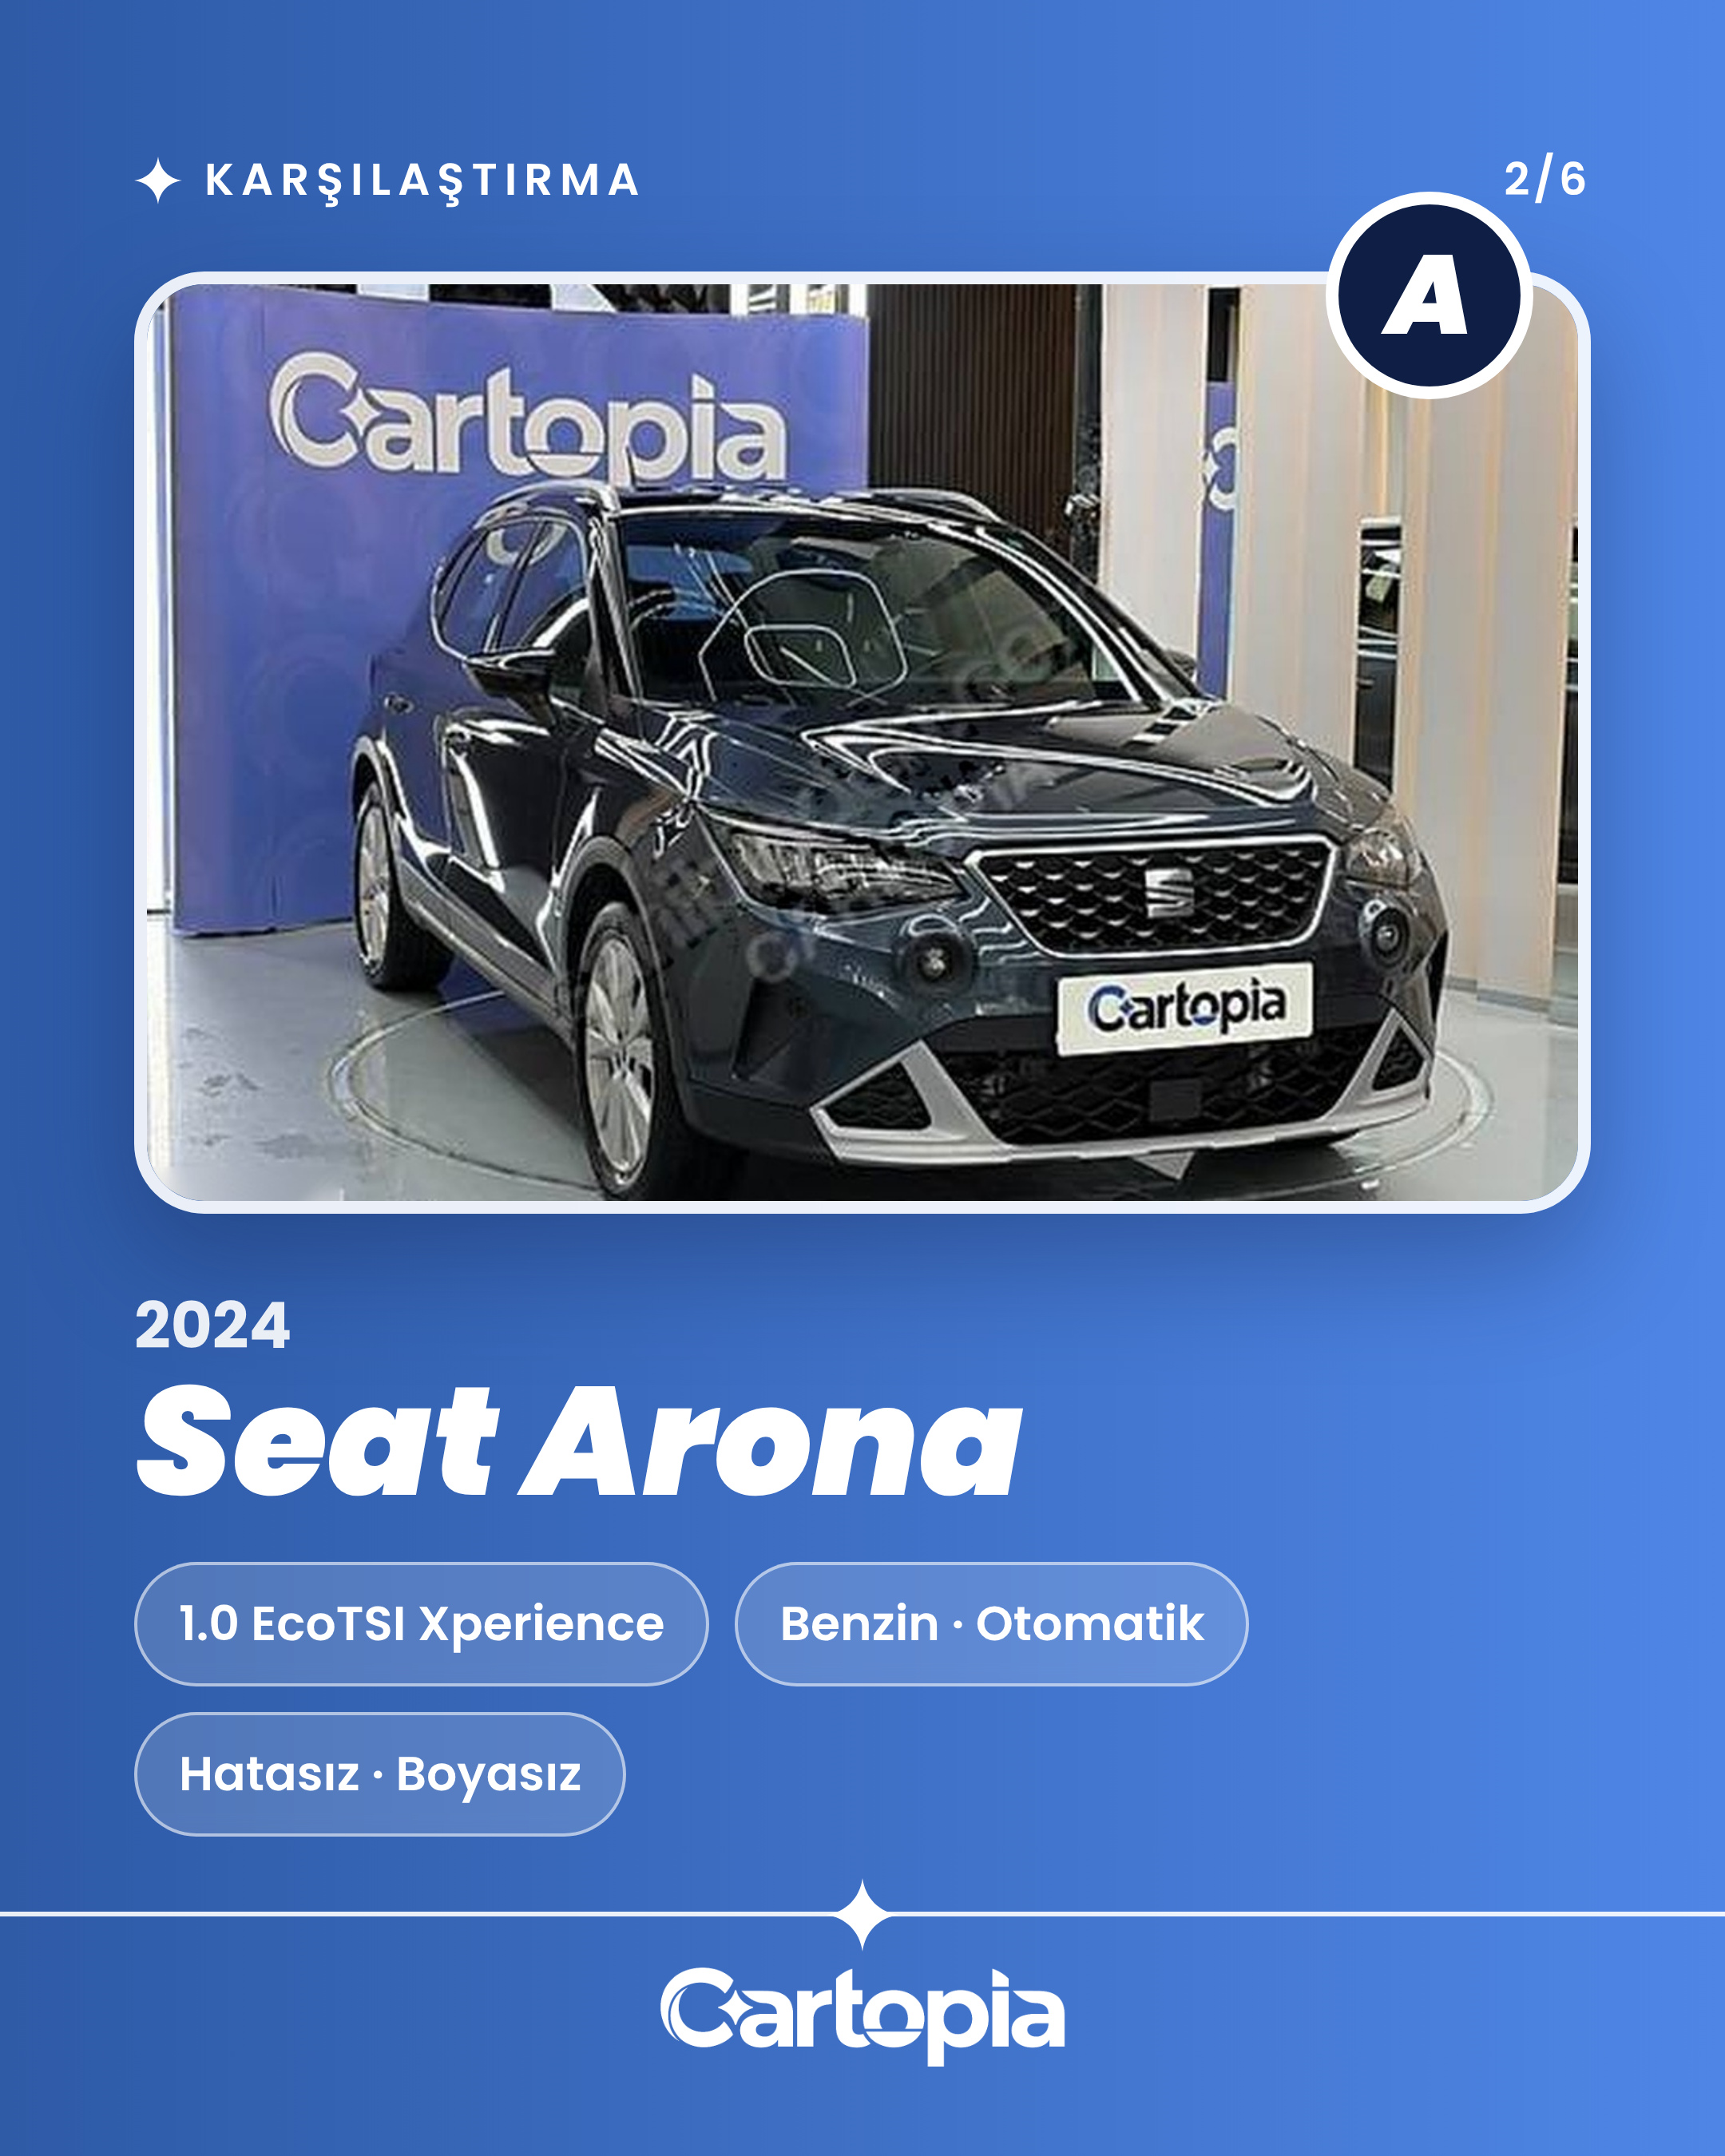 KARŞILAŞTIRMA
2/6
A
Cartopia
Cartopia
2024
Seat Arona
1.0 EcoTSI Xperience
Benzin · Otomatik
Hatasız · Boyasız
Cartopia